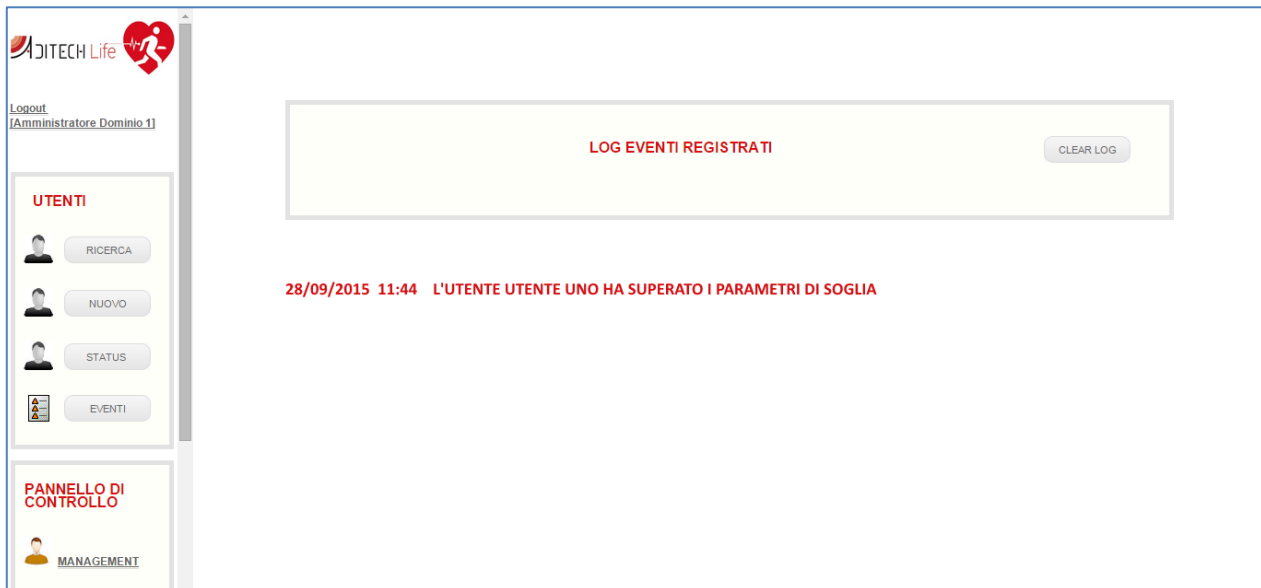 ADITECH Life
Logout
[Amministratore Dominio 1]
UTENTI
RICERCA
NUOVO
STATUS
EVENTI
PANNELLO DI
CONTROLLO
MANAGEMENT
LOG EVENTI REGISTRATI
CLEAR LOG
28/09/2015 11:44 L'UTENTE UTENTE UNO HA SUPERATO I PARAMETRI DI SOGLIA